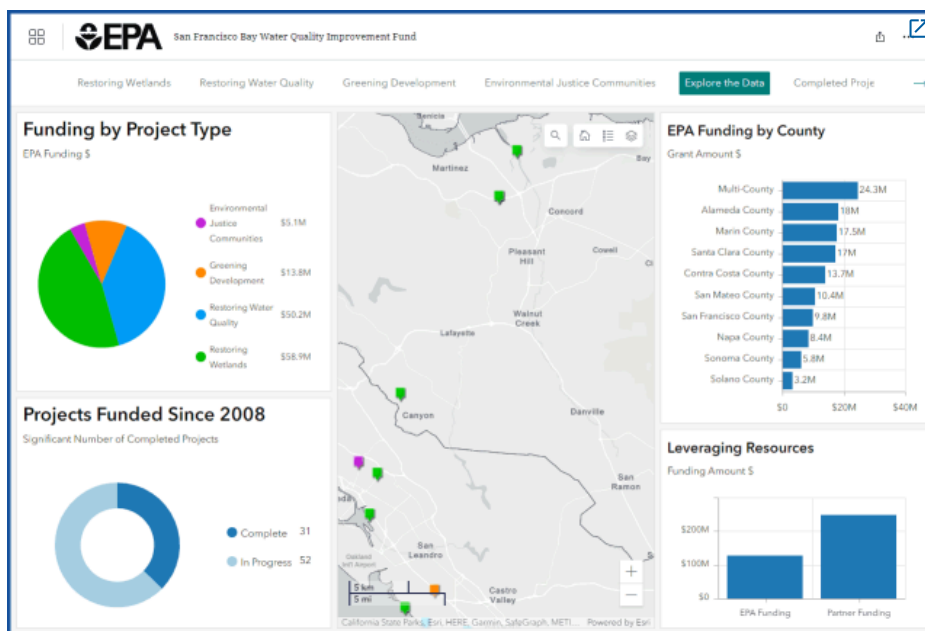 EPA
San Francisco Bay Water Quality Improvement Fund
Restoring Wetlands
Restoring Water Quality
Greening Development
Environmental Justice Communities
Explore the Data
Completed Proje
Funding by Project Type
EPA Funding $
Environmental
Justice
Communities
$5.1M
Greening
Development
$13.8M
Restoring Water
Quality
$50.2M
Restoring
Wetlands
$58.9M
Projects Funded Since 2008
Significant Number of Completed Projects
Complete 31
In Progress 52
Benicia
Martinez
Bay
Concord
Pleasant
Hill
Cowell
Walnut
Creek
Lafayette
Canyon
Danville
San
Ramon
Oakland
Int'l Airport
San
Leandro
Castro
Valley
5 km
5 mi
California State Parks, Esri, HERE, Garmin, SafeGraph, METI...
Powered by Esri
EPA Funding by County
Grant Amount $
Multi-County 24.3M
Alameda County 18M
Marin County 17.5M
Santa Clara County 17M
Contra Costa County 13.7M
San Mateo County 10.4M
San Francisco County 9.8M
Napa County 8.4M
Sonoma County 5.8M
Solano County 3.2M
$0 $20M $40M
Leveraging Resources
Funding Amount $
$200M
$100M
$0
EPA Funding
Partner Funding